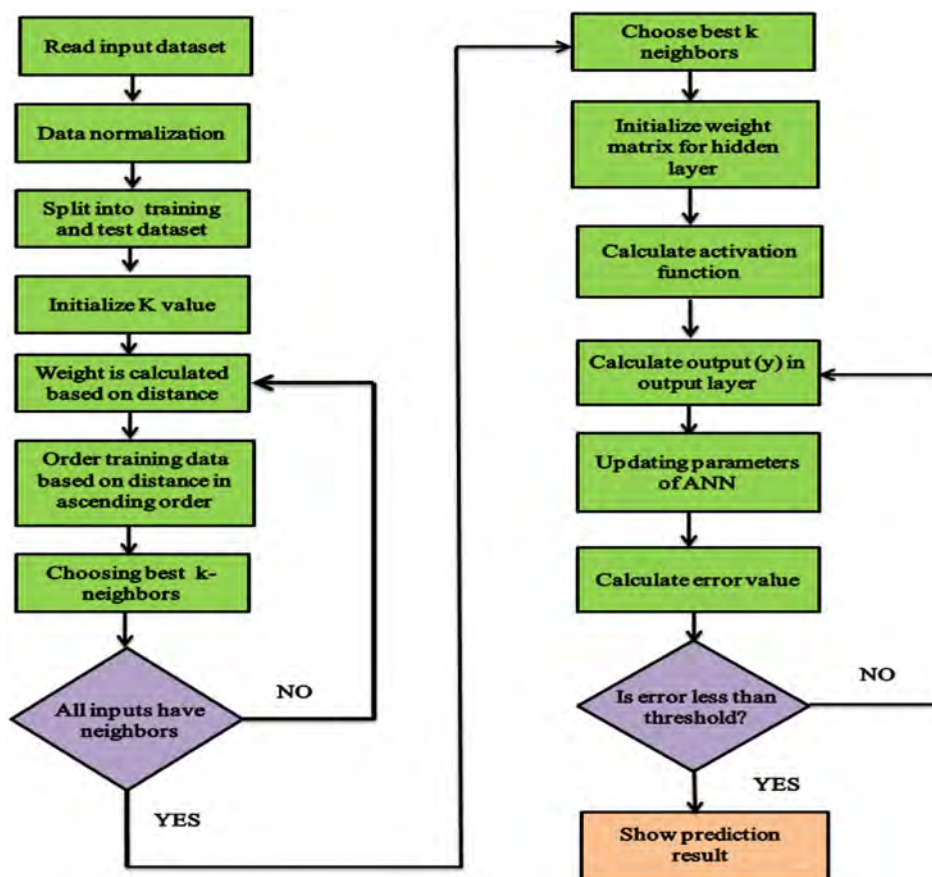 Read input dataset
Data normalization
Split into training
and test dataset
Initialize K value
Weight is calculated
based on distance
Order training data
based on distance in
ascending order
Choosing best k-
neighbors
All inputs have
neighbors
NO
YES
Choose best k
neighbors
Initialize weight
matrix for hidden
layer
Calculate activation
function
Calculate output (y) in
output layer
Updating parameters
of ANN
Calculate error value
Is error less than
threshold?
NO
YES
Show prediction
result